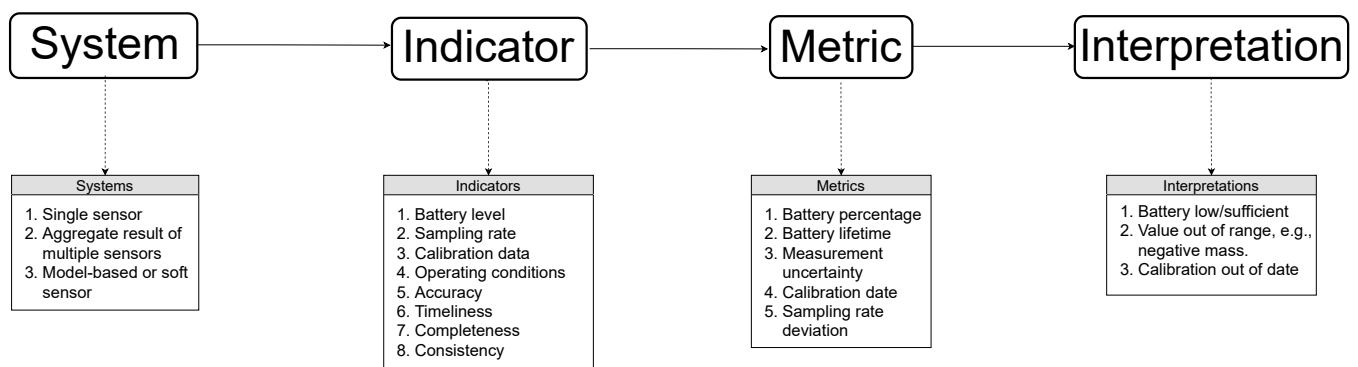 System
Indicator
Metric
Interpretation
Systems
1. Single sensor
2. Aggregate result of
multiple sensors
3. Model-based or soft
sensor
Indicators
1. Battery level
2. Sampling rate
3. Calibration data
4. Operating conditions
5. Accuracy
6. Timeliness
7. Completeness
8. Consistency
Metrics
1. Battery percentage
2. Battery lifetime
3. Measurement
uncertainty
4. Calibration date
5. Sampling rate
deviation
Interpretations
1. Battery low/sufficient
2. Value out of range, e.g.,
negative mass.
3. Calibration out of date